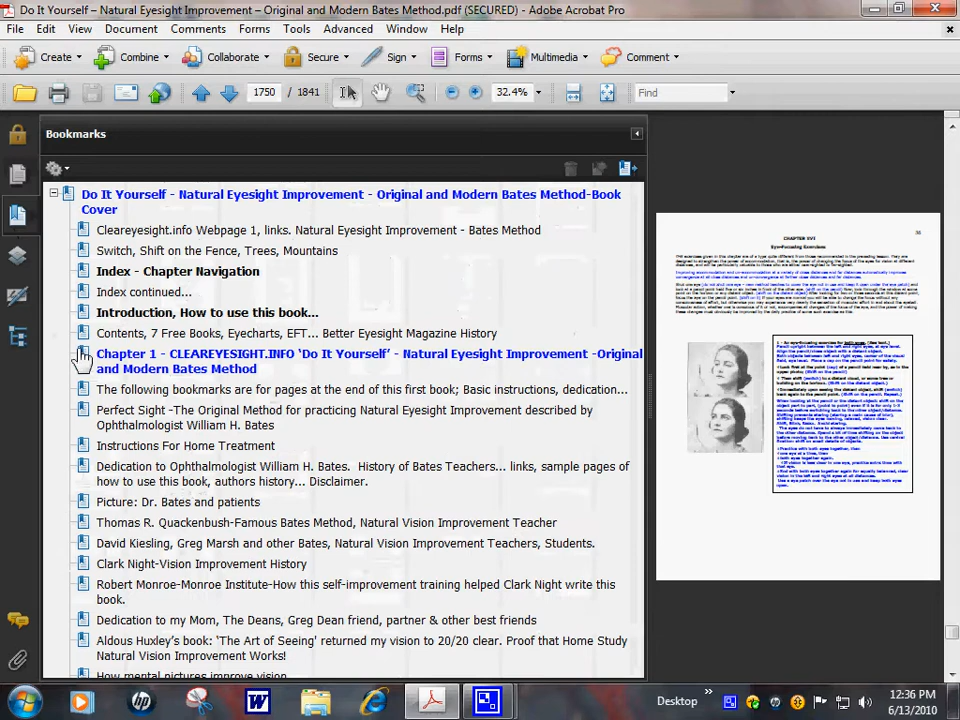 Do It Yourself – Natural Eyesight Improvement – Original and Modern Bates Method.pdf (SECURED) - Adobe Acrobat Pro
File Edit View Document Comments Forms Tools Advanced Window Help
Create Combine Collaborate Secure Sign Forms Multimedia Comment
1750 / 1841 32.4% Find
Bookmarks
Do It Yourself - Natural Eyesight Improvement - Original and Modern Bates Method-Book
Cover
Cleareyesight.info Webpage 1, links. Natural Eyesight Improvement - Bates Method
Switch, Shift on the Fence, Trees, Mountains
Index - Chapter Navigation
Index continued...
Introduction, How to use this book...
Contents, 7 Free Books, Eyecharts, EFT... Better Eyesight Magazine History
Chapter 1 - CLEAREYESIGHT.INFO 'Do It Yourself' - Natural Eyesight Improvement -Original
and Modern Bates Method
The following bookmarks are for pages at the end of this first book; Basic instructions, dedication...
Perfect Sight -The Original Method for practicing Natural Eyesight Improvement described by
Ophthalmologist William H. Bates
Instructions For Home Treatment
Dedication to Ophthalmologist William H. Bates. History of Bates Teachers... links, sample pages of
how to use this book, authors history... Disclaimer.
Picture: Dr. Bates and patients
Thomas R. Quackenbush-Famous Bates Method, Natural Vision Improvement Teacher
David Kiesling, Greg Marsh and other Bates, Natural Vision Improvement Teachers, Students.
Clark Night-Vision Improvement History
Robert Monroe-Monroe Institute-How this self-improvement training helped Clark Night write this
book.
Dedication to my Mom, The Deans, Greg Dean friend, partner & other best friends
Aldous Huxley's book: 'The Art of Seeing' returned my vision to 20/20 clear. Proof that Home Study
Natural Vision Improvement Works!
How mental pictures improve vision
CHAPTER XVI
Eye-Focusing Exercises
Desktop
12:36 PM
6/13/2010